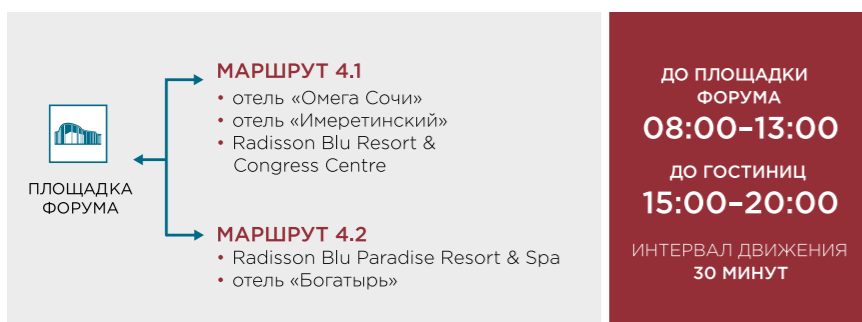 ПЛОЩАДКА
ФОРУМА
МАРШРУТ 4.1
• отель «Омега Сочи»
• отель «Имеретинский»
• Radisson Blu Resort &
Congress Centre
МАРШРУТ 4.2
• Radisson Blu Paradise Resort & Spa
• отель «Богатырь»
ДО ПЛОЩАДКИ
ФОРУМА
08:00–13:00
ДО ГОСТИНИЦ
15:00–20:00
ИНТЕРВАЛ ДВИЖЕНИЯ
30 МИНУТ